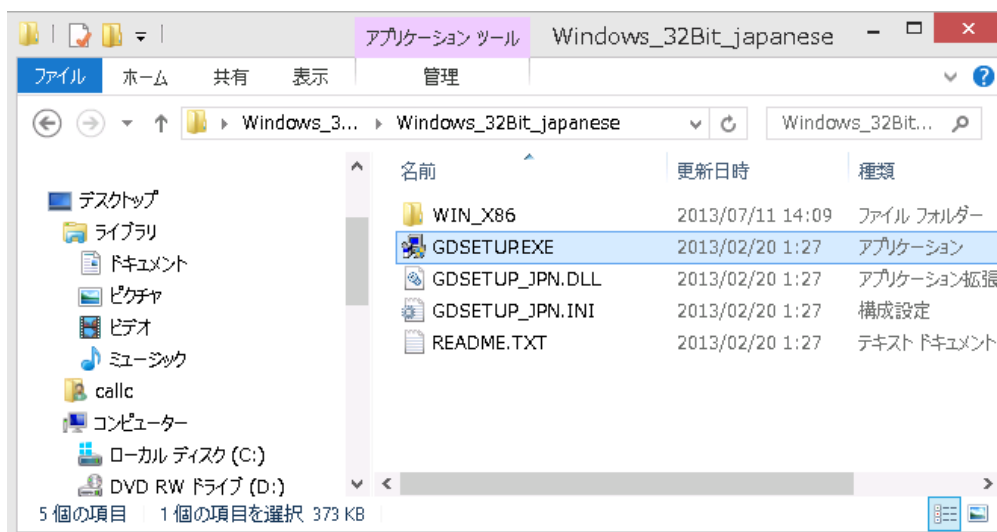 アプリケーション ツール Windows_32Bit_japanese
ファイル ホーム 共有 表示 管理
Windows_3... Windows_32Bit_japanese Windows_32Bit...
名前 更新日時 種類
デスクトップ
ライブラリ
ドキュメント
ピクチャ
ビデオ
ミュージック
callc
コンピューター
ローカル ディスク (C:)
DVD RW ドライブ (D:)
WIN_X86 2013/07/11 14:09 ファイル フォルダー
GDSETUP.EXE 2013/02/20 1:27 アプリケーション
GDSETUP_JPN.DLL 2013/02/20 1:27 アプリケーション拡張
GDSETUP_JPN.INI 2013/02/20 1:27 構成設定
README.TXT 2013/02/20 1:27 テキスト ドキュメント
5 個の項目 1 個の項目を選択 373 KB